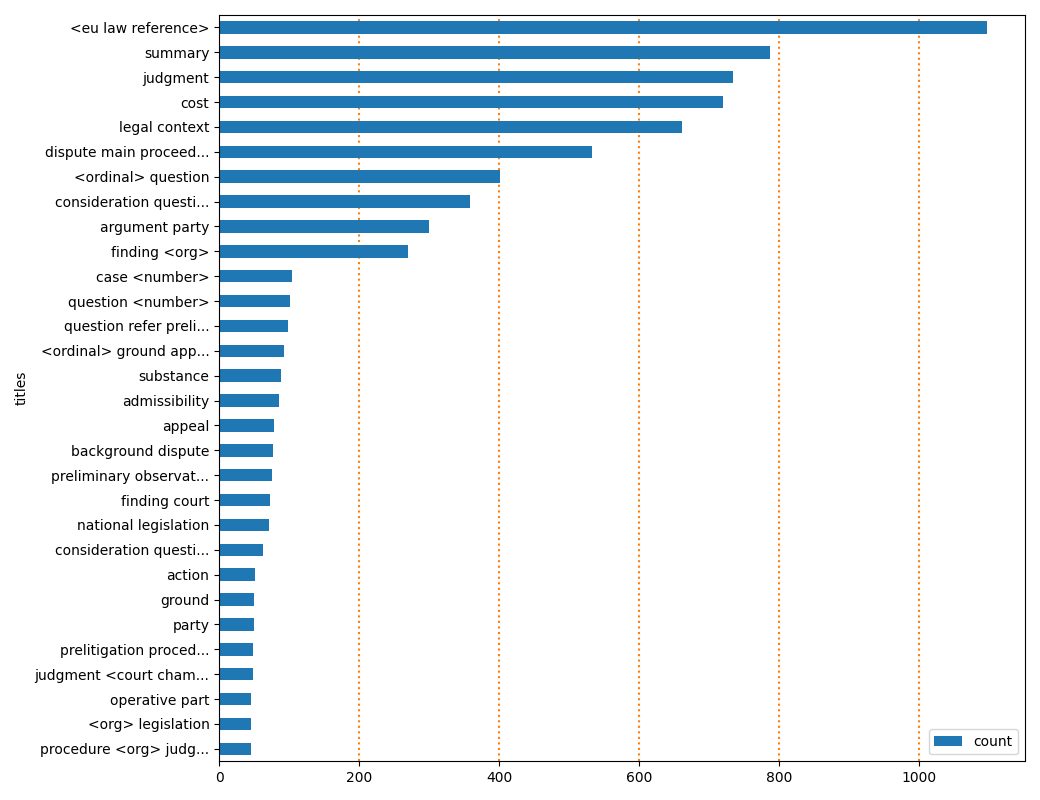 <eu law reference>
summary
judgment
cost
legal context
dispute main proceed...
<ordinal> question
consideration questi...
argument party
finding <org>
case <number>
question <number>
question refer preli...
<ordinal> ground app...
substance
admissibility
appeal
background dispute
preliminary observat...
finding court
national legislation
consideration questi...
action
ground
party
prelitigation proced...
judgment <court cham...
operative part
<org> legislation
procedure <org> judg...
titles
count
0 200 400 600 800 1000